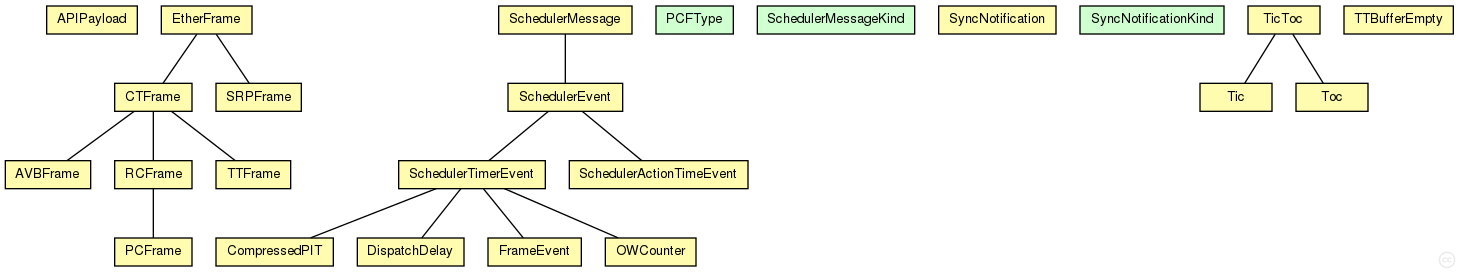 APIPayload
EtherFrame
SchedulerMessage
PCFType
SchedulerMessageKind
SyncNotification
SyncNotificationKind
TicToc
TTBufferEmpty
CTFrame
SRPFrame
SchedulerEvent
Tic
Toc
AVBFrame
RCFrame
TTFrame
SchedulerTimerEvent
SchedulerActionTimeEvent
PCFrame
CompressedPIT
DispatchDelay
FrameEvent
OWCounter
cc